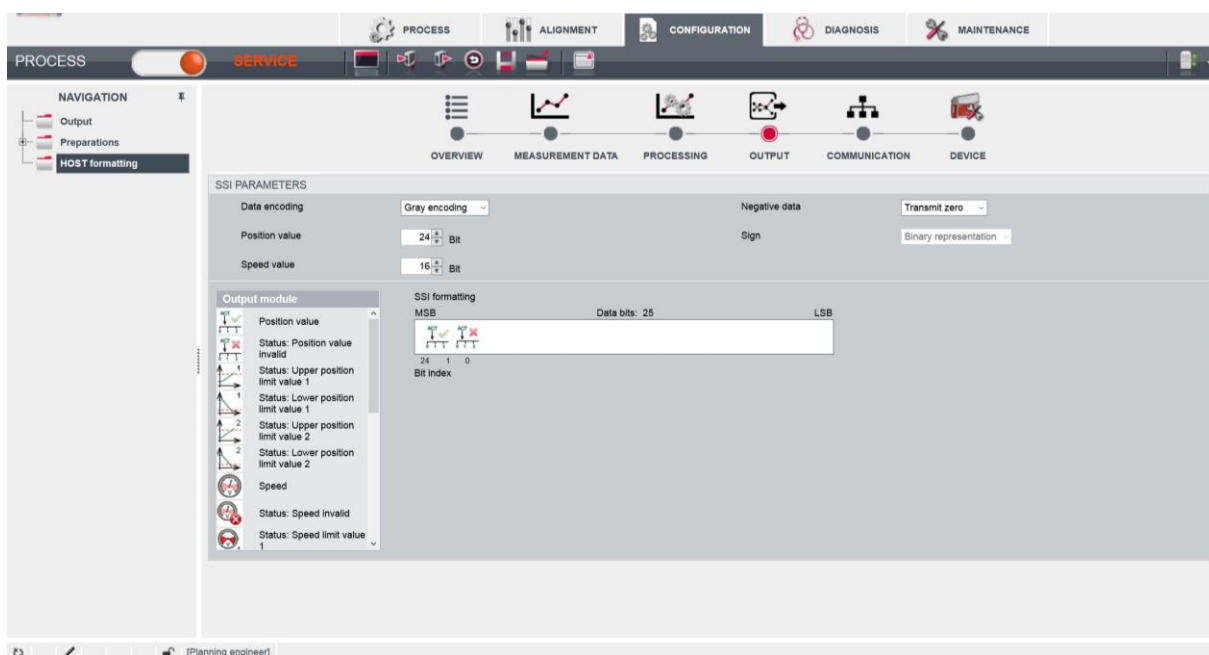 PROCESS
ALIGNMENT
CONFIGURATION
DIAGNOSIS
MAINTENANCE
PROCESS
SERVICE
NAVIGATION
Output
Preparations
HOST formatting
OVERVIEW
MEASUREMENT DATA
PROCESSING
OUTPUT
COMMUNICATION
DEVICE
SSI PARAMETERS
Data encoding
Gray encoding
Negative data
Transmit zero
Position value
24 Bit
Sign
Binary representation
Speed value
16 Bit
Output module
Position value
Status: Position value
invalid
Status: Upper position
limit value 1
Status: Lower position
limit value 1
Status: Upper position
limit value 2
Status: Lower position
limit value 2
Speed
Status: Speed invalid
Status: Speed limit value
1
SSI formatting
MSB
Data bits: 25
LSB
ACT ACT
24 1 0
Bit index
[Planning engineer]